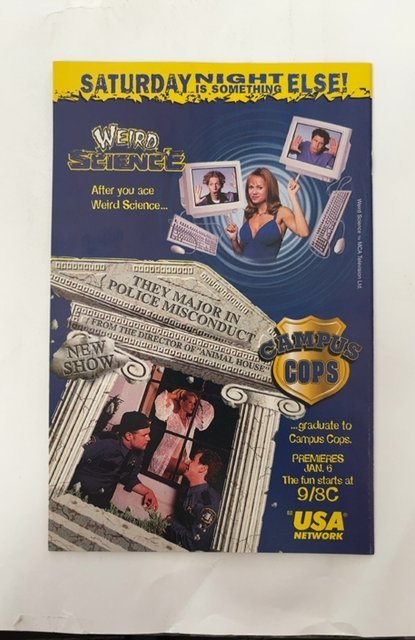 SATURDAY NIGHT IS SOMETHING ELSE!
WEIRD
SCIENCE
After you ace
Weird Science...
Weird Science ™ MCA Television Ltd.
THEY MAJOR IN
POLICE MISCONDUCT
FROM THE DIRECTOR OF "ANIMAL HOUSE"
NEW
SHOW
CAMPUS
COPS
...graduate to
Campus Cops.
PREMIERES
JAN. 6
The fun starts at
9/8C
USA
NETWORK